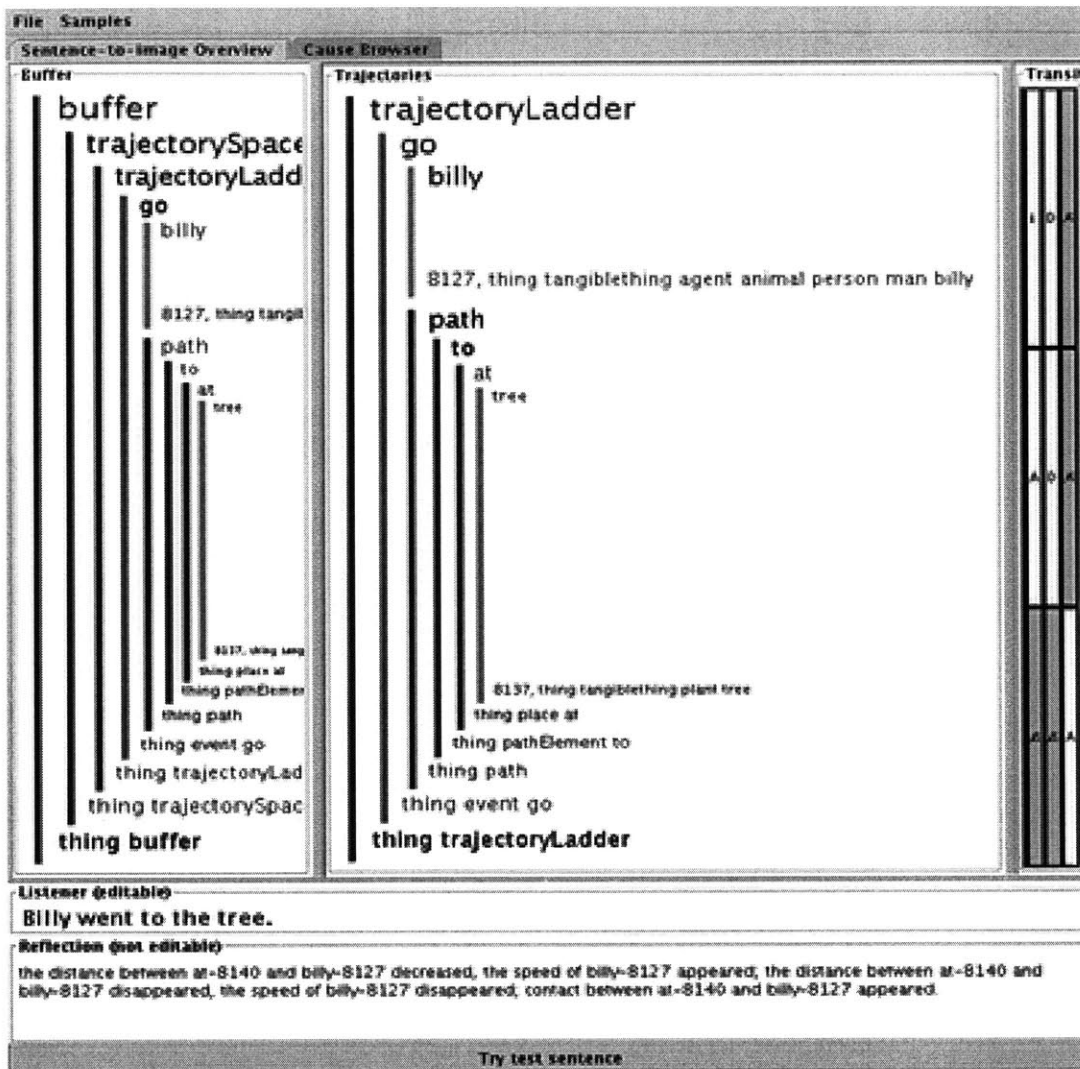 File Samples
Sentence-to-Image Overview Cause Browser
Buffer
buffer
trajectorySpace
trajectoryLadd
go
billy
8127, thing tangib
path
to
at
tree
8137, thing tang
thing place at
thing pathElemen
thing path
thing event go
thing trajectoryLad
thing trajectorySpac
thing buffer
Trajectories
trajectoryLadder
go
billy
8127, thing tangiblething agent animal person man billy
path
to
at
tree
8137, thing tangiblething plant tree
thing place at
thing pathElement to
thing path
thing event go
thing trajectoryLadder
Transi
D A
A D A
A
Listener (editable)
Billy went to the tree.
Reflection (not editable)
the distance between at-8140 and billy-8127 decreased, the speed of billy-8127 appeared; the distance between at-8140 and
billy-8127 disappeared, the speed of billy-8127 disappeared, contact between at-8140 and billy-8127 appeared.
Try test sentence